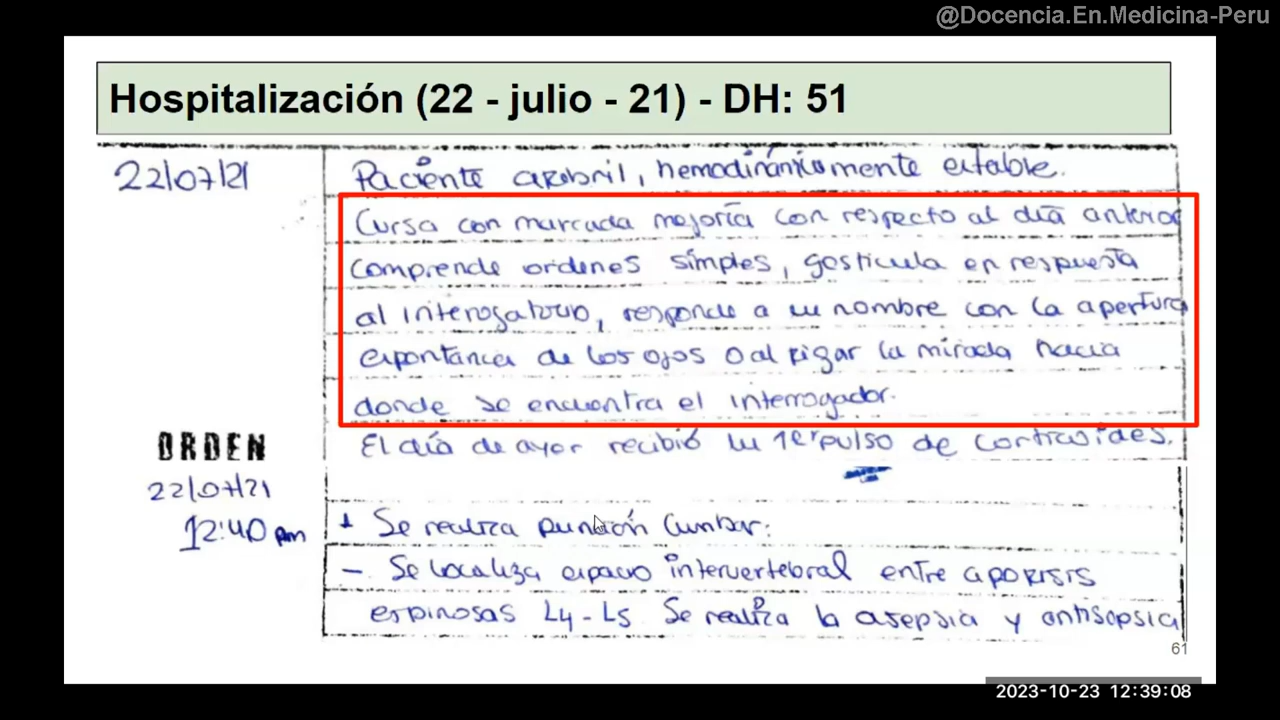 @Docencia.En.Medicina-Peru
Hospitalización (22 - julio - 21) - DH: 51
22/07/21
Paciente afebril, hemodinámicamente estable.
Cursa con marcada mejoría con respecto al día anterior
comprende ordenes simples, gesticula en respuesta
al interrogatorio, responde a su nombre con la apertura
espontánea de los ojos o al fijar la mirada hacia
donde se encuentra el interrogador.
El día de ayer recibió su 1er pulso de corticoides.
ORDEN
22/07/21
12:40 pm
+ Se realiza punción lumbar:
- Se localiza espacio intervertebral entre apofisis
espinosas L4 - L5. Se realiza la asepsia y antisepsia
61
2023-10-23 12:39:08